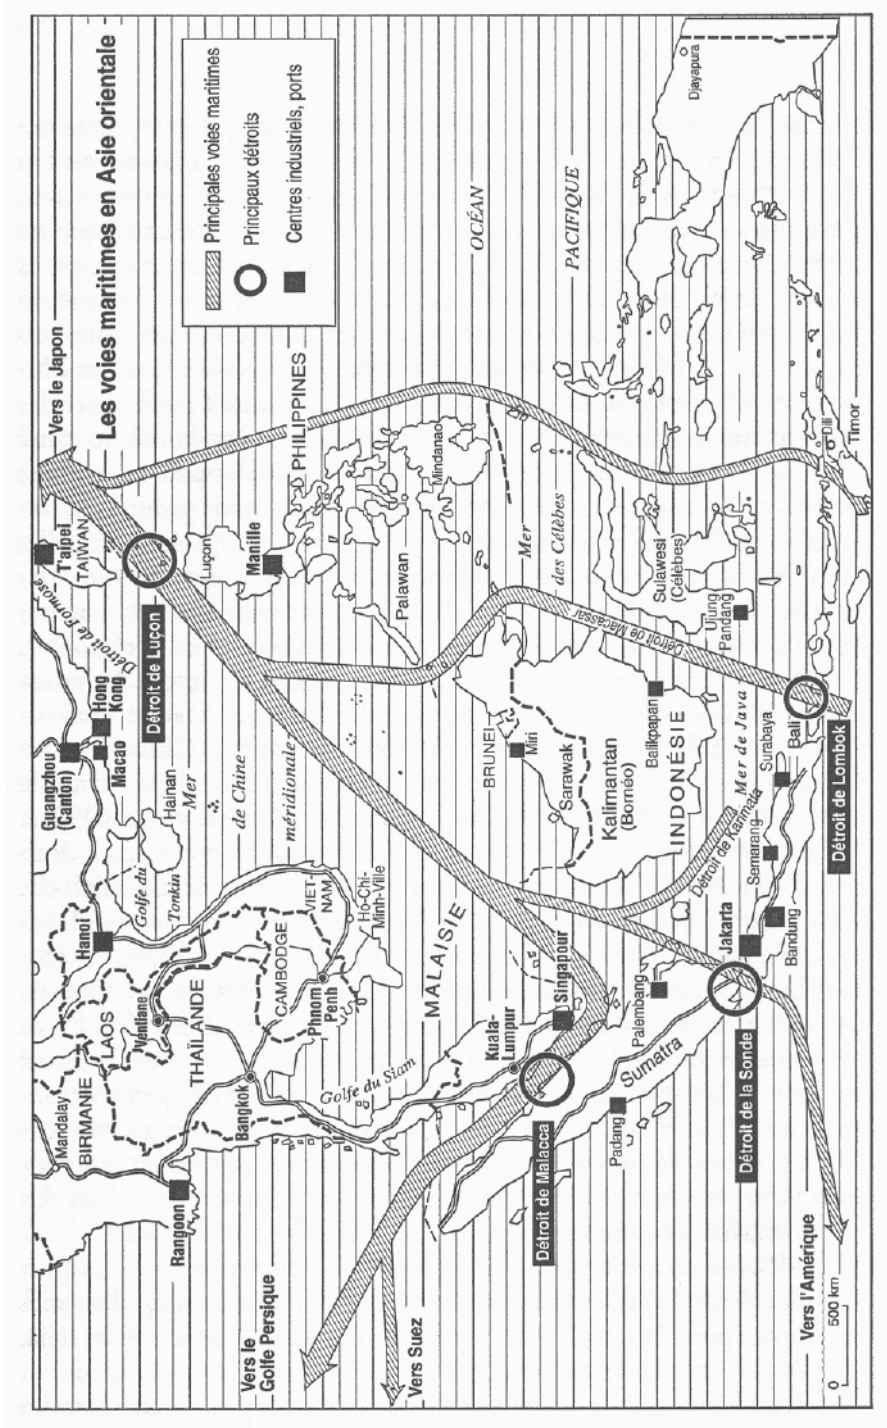 Les voies maritimes en Asie orientale
Principales voies maritimes
Principaux détroits
Centres industriels, ports
Vers le Japon
T'aipei
TAÏWAN
Détroit de Formose
Détroit de Luçon
Guangzhou
(Canton)
Hong
Kong
Macao
Hainan
Mer
de Chine
méridionale
Golfe du
Tonkin
Hanoi
LAOS
Vientiane
Mandalay
BIRMANIE
THAÏLANDE
Rangoon
Bangkok
CAMBODGE
Phnom
Penh
VIET-
NAM
Ho-Chi-
Minh-Ville
Golfe du Siam
Luçon
Manille
PHILIPPINES
Palawan
Mindanao
OCÉAN
PACIFIQUE
Mer
des Célèbes
MALAISIE
Kuala-
Lumpur
Singapour
BRUNEI
Miri
Sarawak
Kalimantan
(Bornéo)
Balikpapan
INDONÉSIE
Détroit de Macassar
Sulawesi
(Célèbes)
Ujung
Pandang
Djayapura
Vers le
Golfe Persique
Vers Suez
Détroit de Malacca
Sumatra
Padang
Palembang
Détroit de la Sonde
Jakarta
Bandung
Semarang
Surabaya
Détroit de Karimata
Mer de Java
Bali
Détroit de Lombok
Dili
Timor
Vers l'Amérique
0 500 km